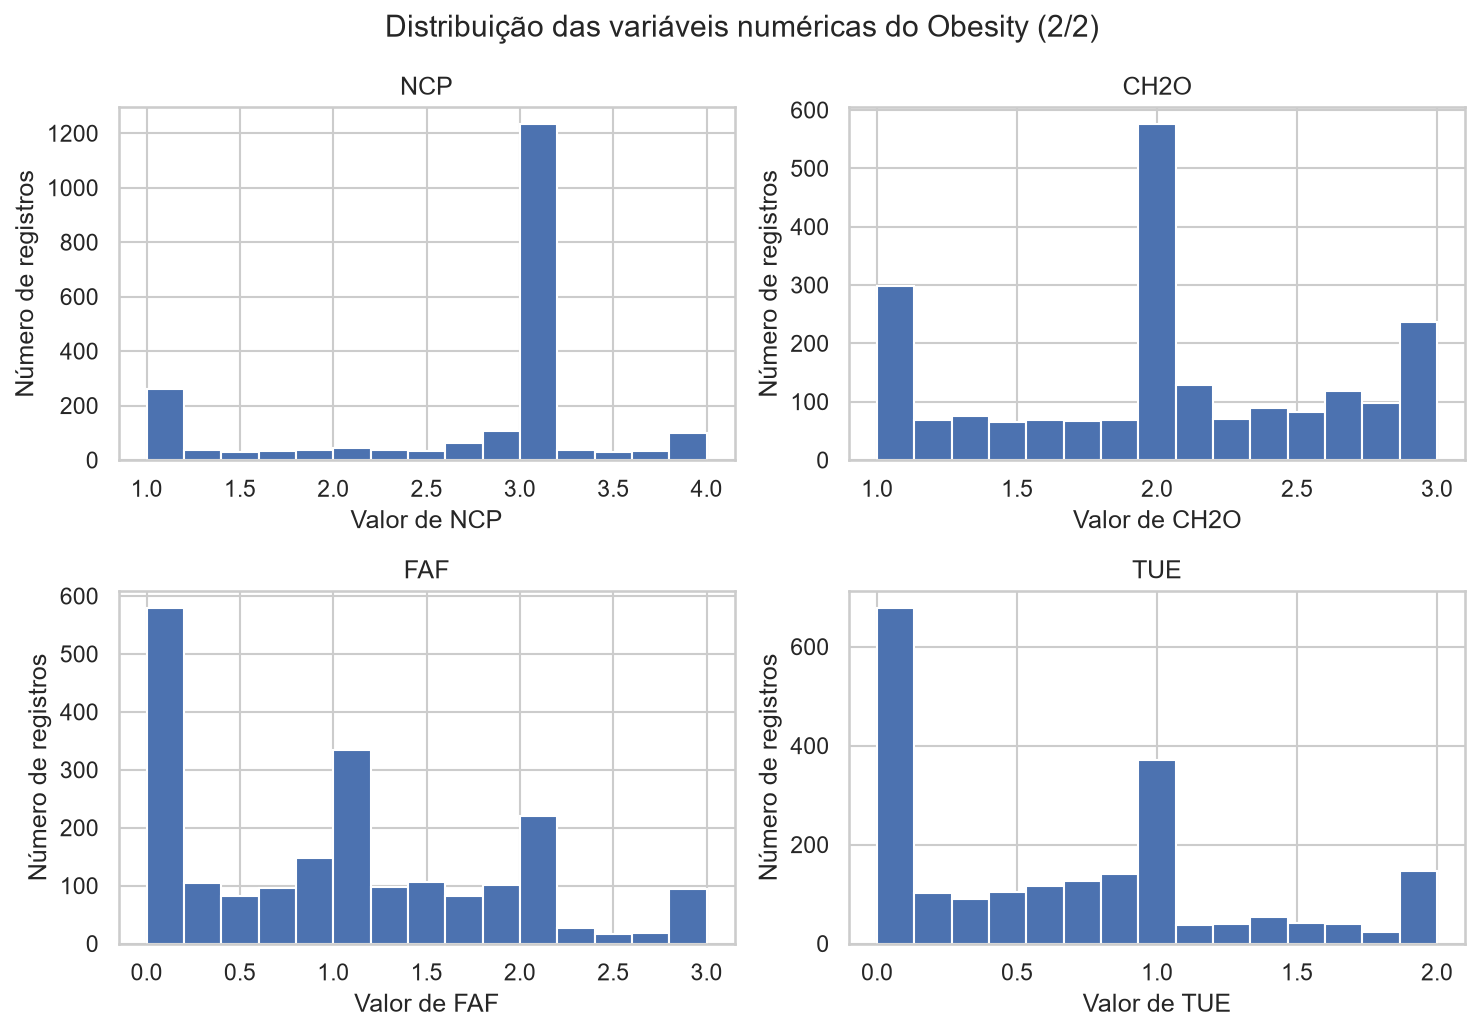 Distribuição das variáveis numéricas do Obesity (2/2)
NCP
Número de registros
1200
1000
800
600
400
200
0
1.0 1.5 2.0 2.5 3.0 3.5 4.0
Valor de NCP
CH2O
Número de registros
600
500
400
300
200
100
0
1.0 1.5 2.0 2.5 3.0
Valor de CH2O
FAF
Número de registros
600
500
400
300
200
100
0
0.0 0.5 1.0 1.5 2.0 2.5 3.0
Valor de FAF
TUE
Número de registros
600
400
200
0
0.0 0.5 1.0 1.5 2.0
Valor de TUE